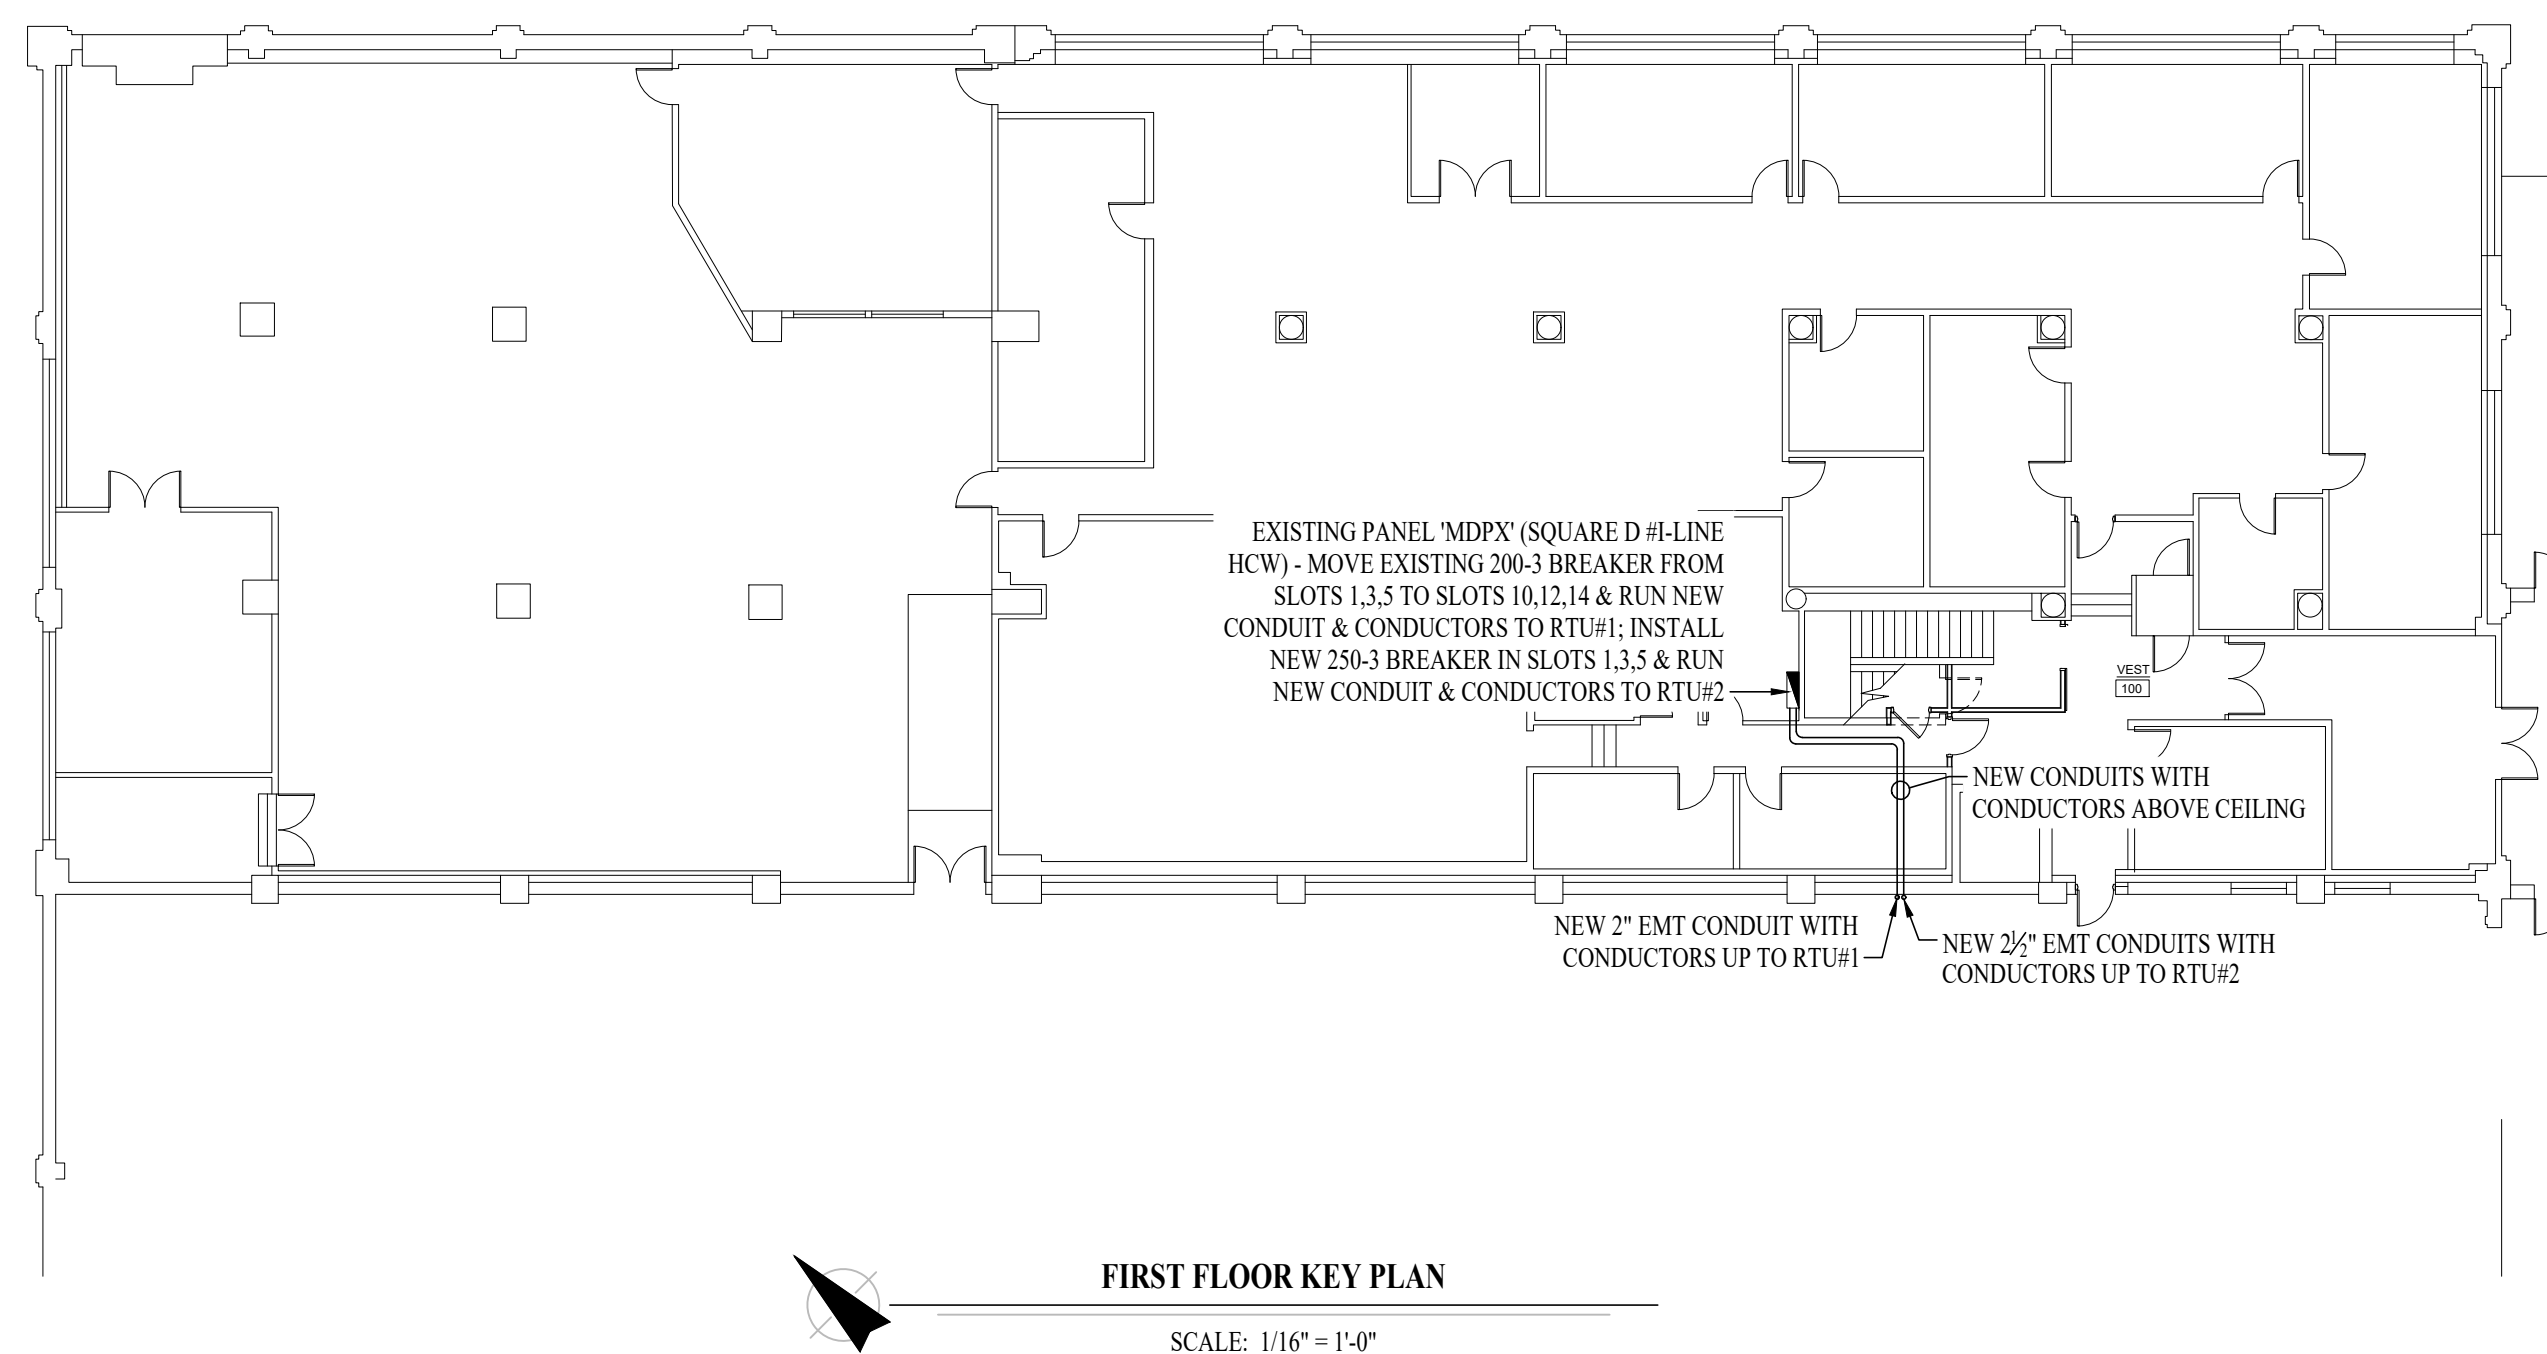 EXISTING PANEL 'MDPX' (SQUARE D #I-LINE
HCW) - MOVE EXISTING 200-3 BREAKER FROM
SLOTS 1,3,5 TO SLOTS 10,12,14 & RUN NEW
CONDUIT & CONDUCTORS TO RTU#1; INSTALL
NEW 250-3 BREAKER IN SLOTS 1,3,5 & RUN
NEW CONDUIT & CONDUCTORS TO RTU#2
VEST
100
NEW CONDUITS WITH
CONDUCTORS ABOVE CEILING
NEW 2" EMT CONDUIT WITH
CONDUCTORS UP TO RTU#1
NEW 2½" EMT CONDUITS WITH
CONDUCTORS UP TO RTU#2
FIRST FLOOR KEY PLAN
SCALE: 1/16" = 1'-0"